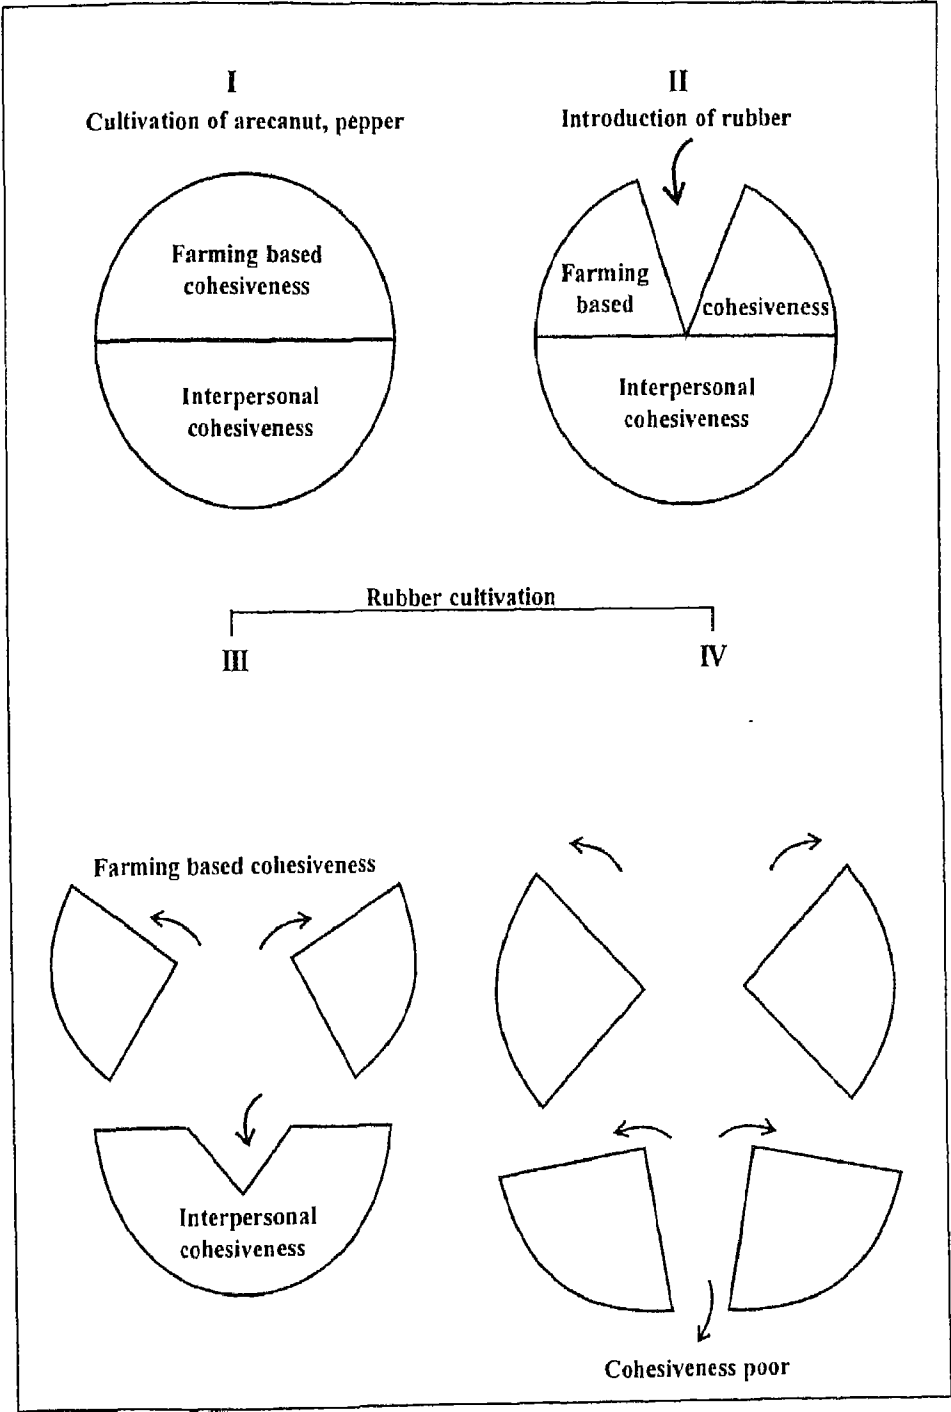 I
Cultivation of arecanut, pepper
Farming based
cohesiveness
Interpersonal
cohesiveness
II
Introduction of rubber
Farming
based
cohesiveness
Interpersonal
cohesiveness
Rubber cultivation
III
Farming based cohesiveness
Interpersonal
cohesiveness
IV
Cohesiveness poor